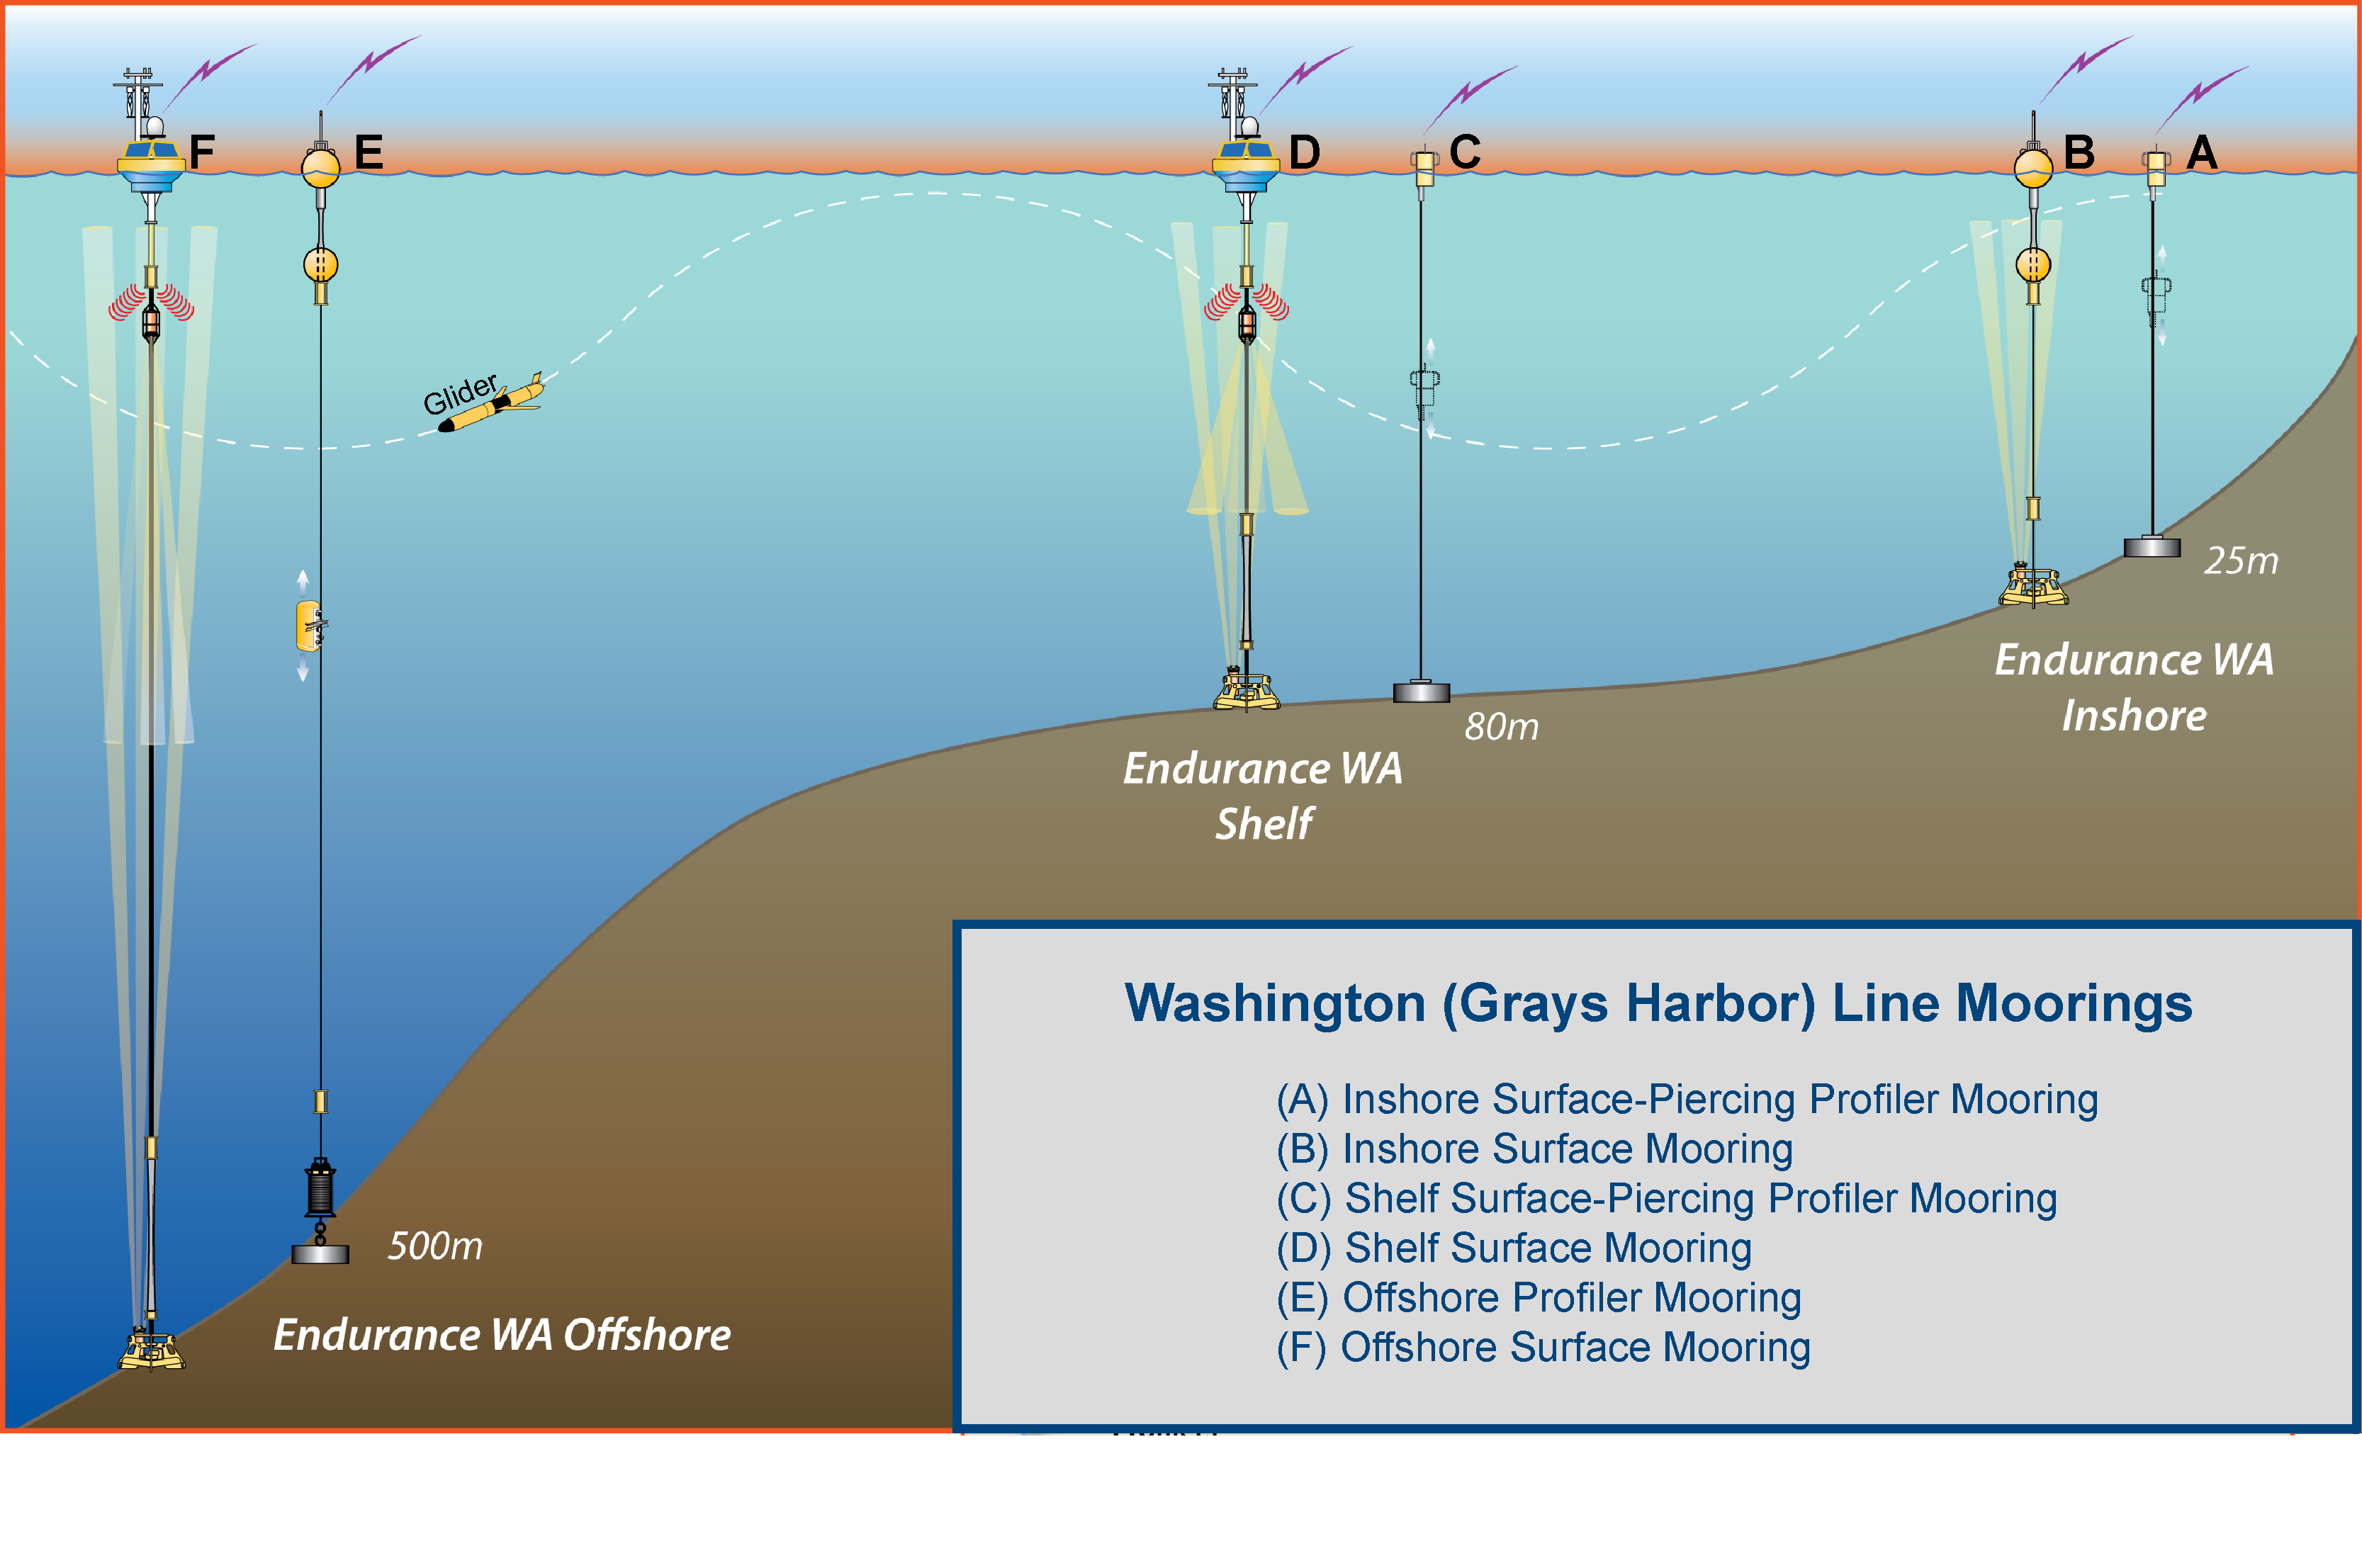 F
E
D
C
B
A
Glider
25m
Endurance WA
Inshore
80m
Endurance WA
Shelf
500m
Endurance WA Offshore
Washington (Grays Harbor) Line Moorings
(A) Inshore Surface-Piercing Profiler Mooring
(B) Inshore Surface Mooring
(C) Shelf Surface-Piercing Profiler Mooring
(D) Shelf Surface Mooring
(E) Offshore Profiler Mooring
(F) Offshore Surface Mooring